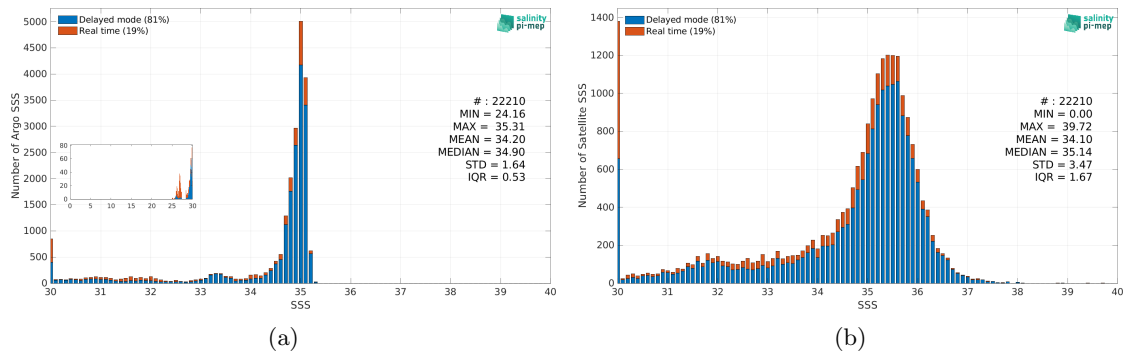 Delayed mode (81%)
Real time (19%)
salinity
pi-mep
Number of Argo SSS
5000
4500
4000
3500
3000
2500
2000
1500
1000
500
0
# : 22210
MIN = 24.16
MAX = 35.31
MEAN = 34.20
MEDIAN = 34.90
STD = 1.64
IQR = 0.53
80
60
40
20
0
0 5 10 15 20 25 30
30 31 32 33 34 35 36 37 38 39 40
SSS
(a)
Delayed mode (81%)
Real time (19%)
salinity
pi-mep
Number of Satellite SSS
1400
1200
1000
800
600
400
200
0
# : 22210
MIN = 0.00
MAX = 39.72
MEAN = 34.10
MEDIAN = 35.14
STD = 3.47
IQR = 1.67
30 31 32 33 34 35 36 37 38 39 40
SSS
(b)